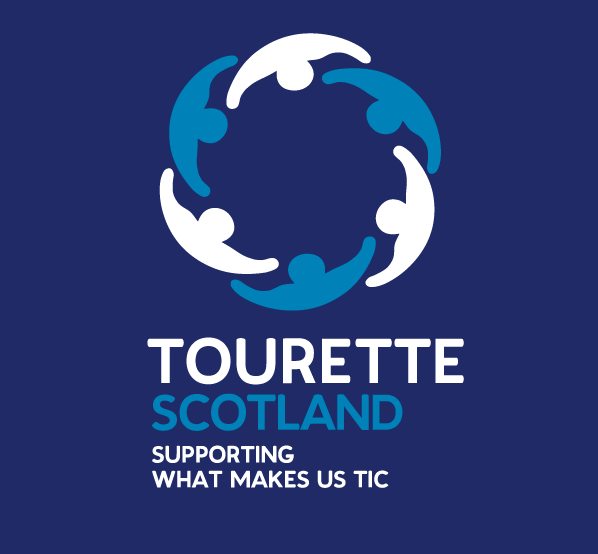 TOURETTE
SCOTLAND
SUPPORTING
WHAT MAKES US TIC